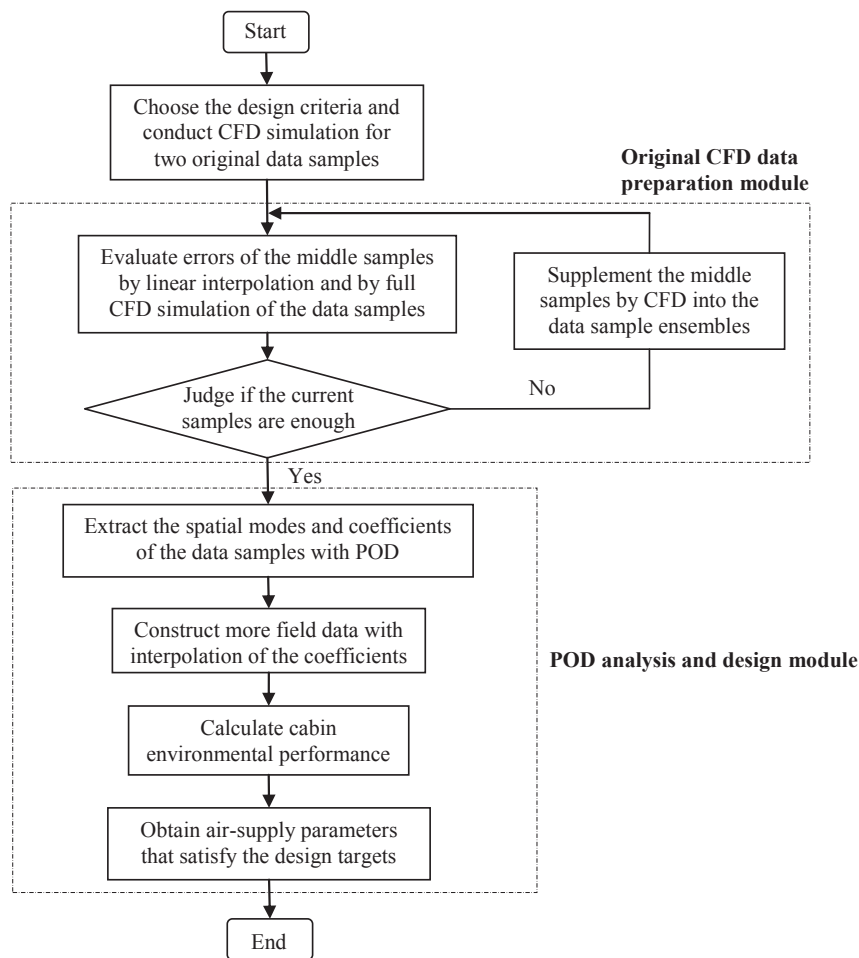 Start
Choose the design criteria and
conduct CFD simulation for
two original data samples
Original CFD data
preparation module
Evaluate errors of the middle samples
by linear interpolation and by full
CFD simulation of the data samples
Supplement the middle
samples by CFD into the
data sample ensembles
Judge if the current
samples are enough
No
Yes
Extract the spatial modes and coefficients
of the data samples with POD
Construct more field data with
interpolation of the coefficients
POD analysis and design module
Calculate cabin
environmental performance
Obtain air-supply parameters
that satisfy the design targets
End